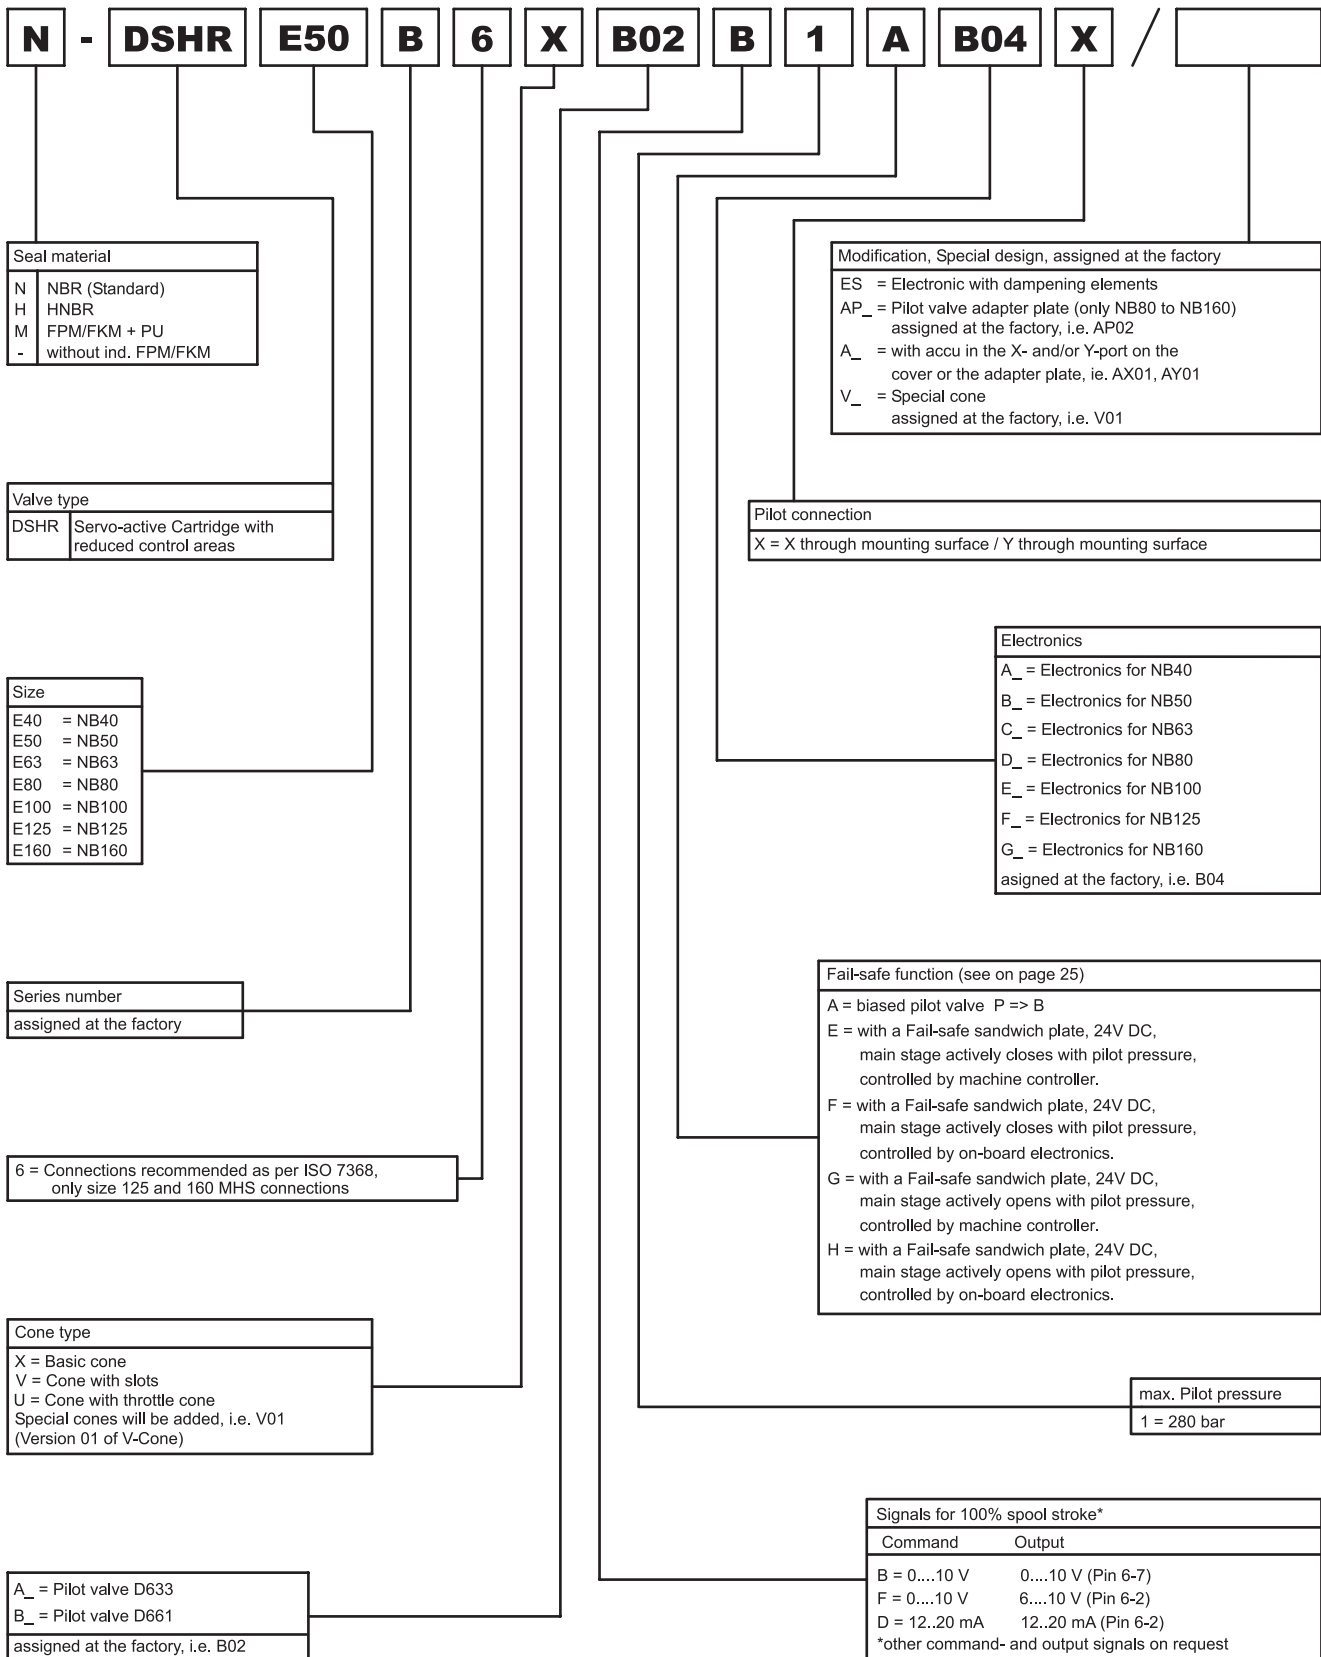 N - DSHR E50 B 6 X B02 B 1 A B04 X /
Seal material
N NBR (Standard)
H HNBR
M FPM/FKM + PU
- without ind. FPM/FKM
Modification, Special design, assigned at the factory
ES = Electronic with dampening elements
AP_ = Pilot valve adapter plate (only NB80 to NB160)
assigned at the factory, i.e. AP02
A_ = with accu in the X- and/or Y-port on the
cover or the adapter plate, ie. AX01, AY01
V_ = Special cone
assigned at the factory, i.e. V01
Valve type
DSHR Servo-active Cartridge with
reduced control areas
Pilot connection
X = X through mounting surface / Y through mounting surface
Size
E40 = NB40
E50 = NB50
E63 = NB63
E80 = NB80
E100 = NB100
E125 = NB125
E160 = NB160
Electronics
A_ = Electronics for NB40
B_ = Electronics for NB50
C_ = Electronics for NB63
D_ = Electronics for NB80
E_ = Electronics for NB100
F_ = Electronics for NB125
G_ = Electronics for NB160
asigned at the factory, i.e. B04
Series number
assigned at the factory
Fail-safe function (see on page 25)
A = biased pilot valve P => B
E = with a Fail-safe sandwich plate, 24V DC,
main stage actively closes with pilot pressure,
controlled by machine controller.
F = with a Fail-safe sandwich plate, 24V DC,
main stage actively closes with pilot pressure,
controlled by on-board electronics.
G = with a Fail-safe sandwich plate, 24V DC,
main stage actively opens with pilot pressure,
controlled by machine controller.
H = with a Fail-safe sandwich plate, 24V DC,
main stage actively opens with pilot pressure,
controlled by on-board electronics.
6 = Connections recommended as per ISO 7368,
only size 125 and 160 MHS connections
Cone type
X = Basic cone
V = Cone with slots
U = Cone with throttle cone
Special cones will be added, i.e. V01
(Version 01 of V-Cone)
max. Pilot pressure
1 = 280 bar
Signals for 100% spool stroke*
Command Output
B = 0....10 V 0....10 V (Pin 6-7)
F = 0....10 V 6....10 V (Pin 6-2)
D = 12..20 mA 12..20 mA (Pin 6-2)
*other command- and output signals on request
A_ = Pilot valve D633
B_ = Pilot valve D661
assigned at the factory, i.e. B02